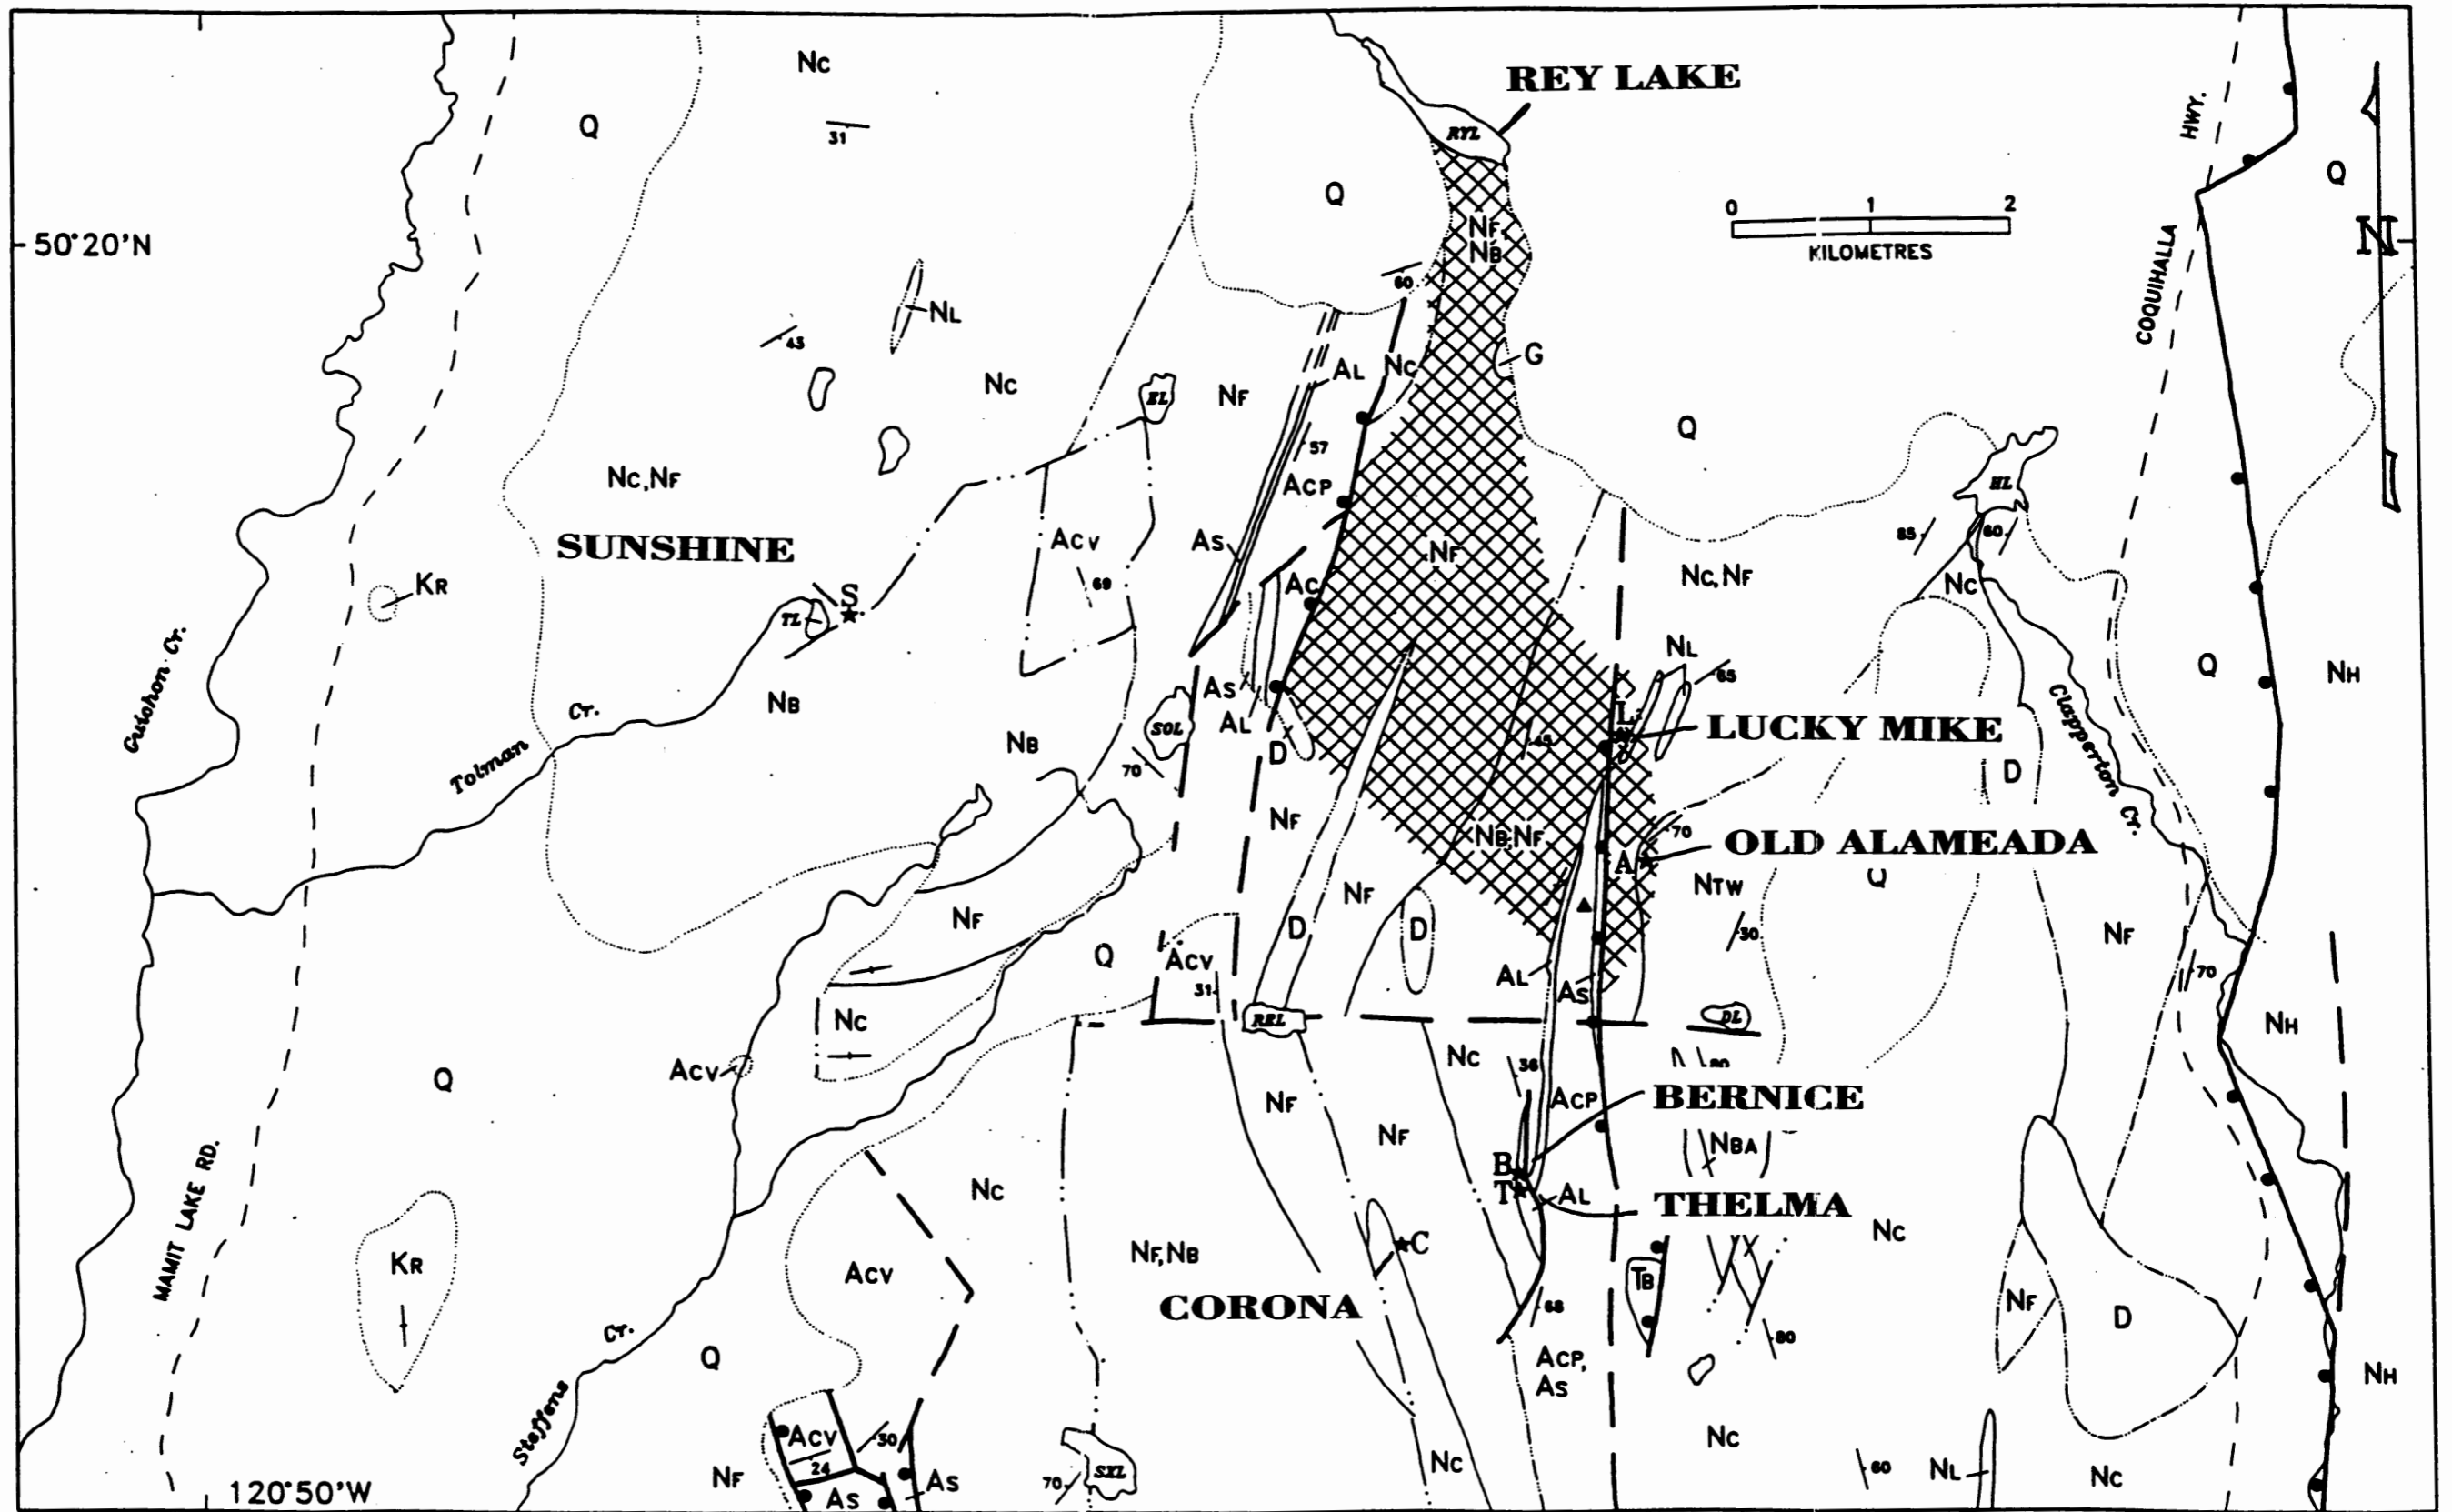 Nc
REY LAKE
Q
31
RYL
HWY.
Q
Q
0 1 2
KILOMETRES
N
50°20'N
NF,
NB
COQUIHALLA
60
NL
43
G
AL
NC
Nc
EL
NF
57
Q
Nc,NF
ACP
HL
SUNSHINE
As
Acv
NF
85
60
Nc,NF
KR
S
69
AC
Nc
TL
Guichon Cr.
NL
65
Q
NH
NB
As
AL
SOL
L
LUCKY MIKE
Clapperton Cr.
Cr.
NB
D
45
D
Tolman
70
NF
NB,NF
70
OLD ALAMEADA
A
NTW
Q
NF
NF
D
D
30
NF
Q
Acv
AL
70
31
As
Nc
REL
DL
NH
Acv
Q
Nc
36
80
NF
ACP
BERNICE
NF
NBA
MAMIT LAKE RD.
Nc
B
T
AL
THELMA
Nc
KR
NF,NB
C
Acv
TB
CORONA
68
NF
D
Cr.
80
Q
ACP,
As
NH
Steffens
Acv
30
Nc
24
Nc
NF
As
As
70
SXL
60
NL
Nc
120°50'W